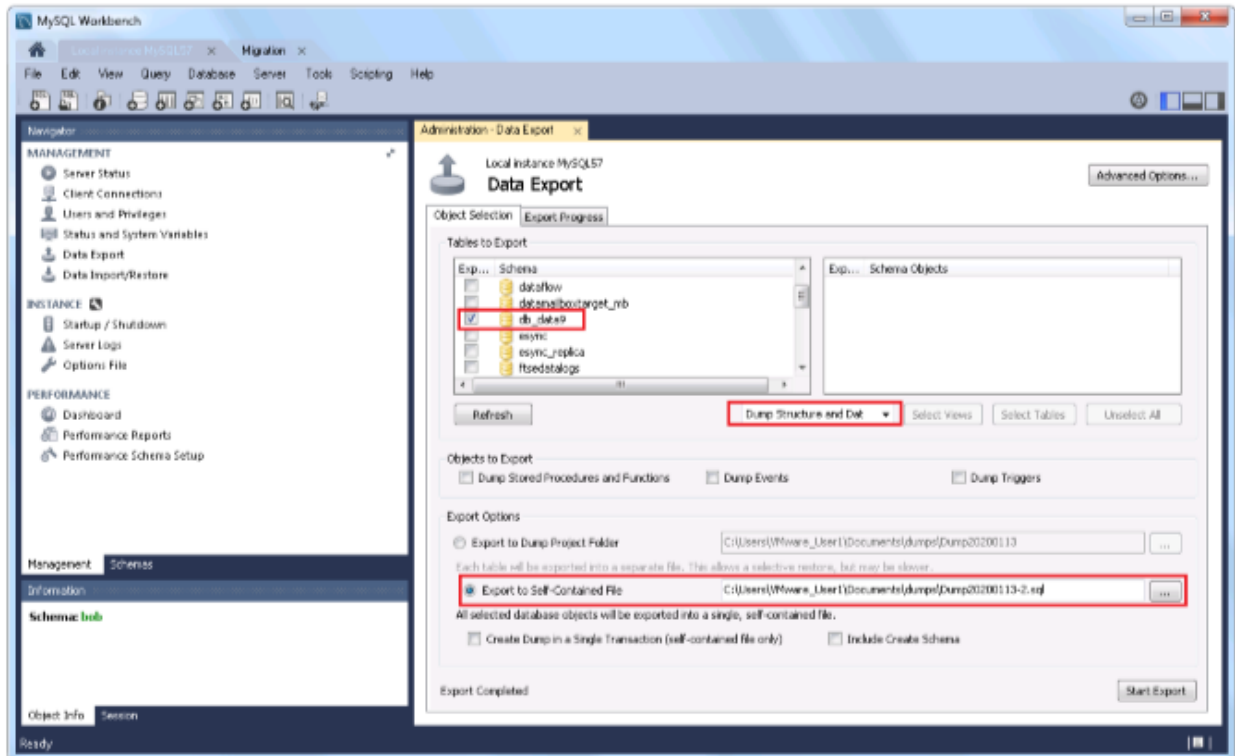 MySQL Workbench
Local instance MySQL57 × Migration ×
File Edit View Query Database Server Tools Scripting Help
Navigator
MANAGEMENT
Server Status
Client Connections
Users and Privileges
Status and System Variables
Data Export
Data Import/Restore
INSTANCE
Startup / Shutdown
Server Logs
Options File
PERFORMANCE
Dashboard
Performance Reports
Performance Schema Setup
Management Schemas
Information
Schema: bob
Object Info Session
Ready
Administration - Data Export ×
Local instance MySQL57
Data Export
Advanced Options...
Object Selection Export Progress
Tables to Export
Exp... Schema
dataflow
datamailboxtarget_mb
db_data9
esync
esync_replica
ftsedatalogs
Exp... Schema Objects
Refresh Dump Structure and Dat Select Views Select Tables Unselect All
Objects to Export
Dump Stored Procedures and Functions Dump Events Dump Triggers
Export Options
Export to Dump Project Folder C:\Users\VMware_User1\Documents\dumps\Dump20200113 ...
Each table will be exported into a separate file. This allows a selective restore, but may be slower.
Export to Self-Contained File C:\Users\VMware_User1\Documents\dumps\Dump20200113-2.sql ...
All selected database objects will be exported into a single, self-contained file.
Create Dump in a Single Transaction (self-contained file only) Include Create Schema
Export Completed Start Export